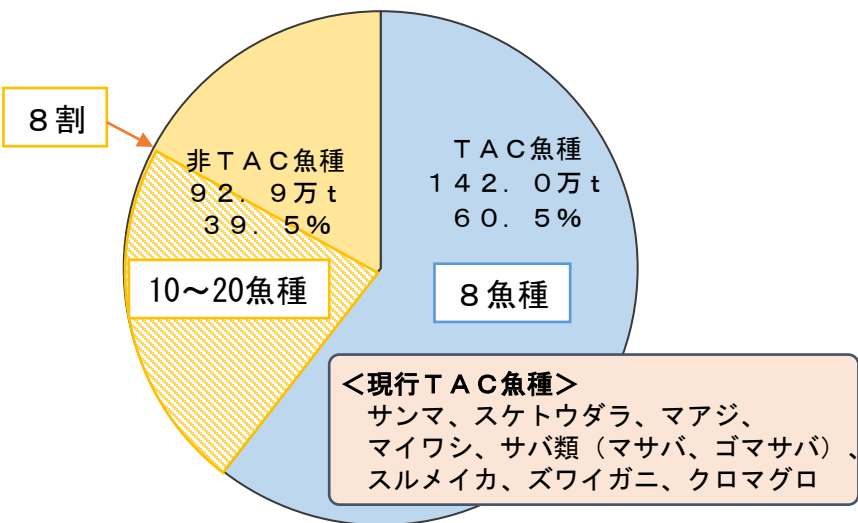 8割
非ＴＡＣ魚種
９２．９万ｔ
３９．５％
10～20魚種
ＴＡＣ魚種
１４２．０万ｔ
６０．５％
８魚種
＜現行ＴＡＣ魚種＞
サンマ、スケトウダラ、マアジ、
マイワシ、サバ類（マサバ、ゴマサバ）、
スルメイカ、ズワイガニ、クロマグロ